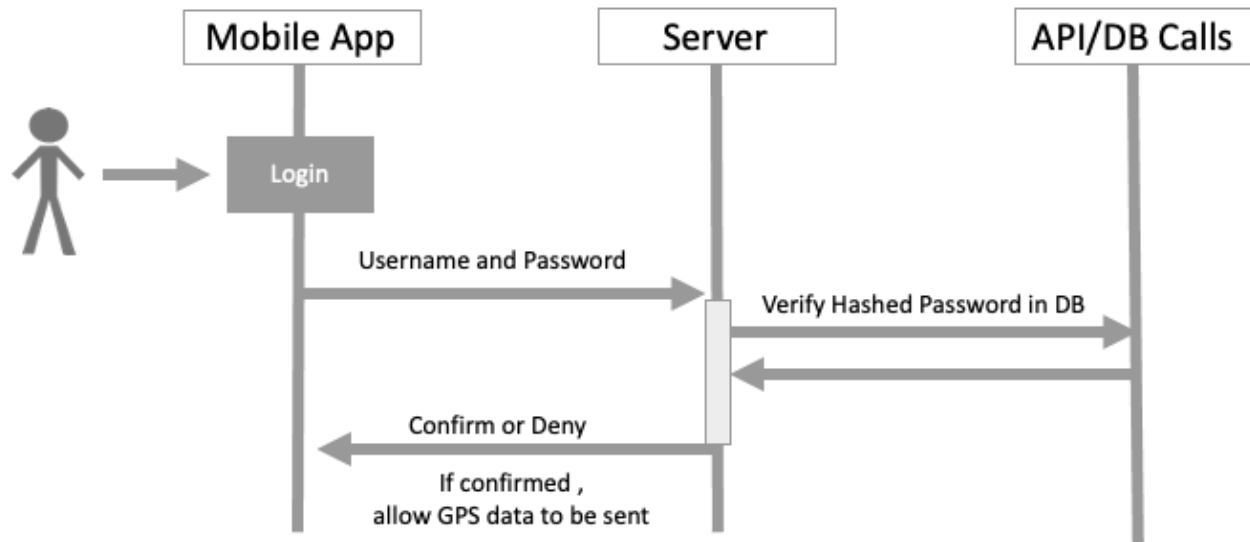 Mobile App
Server
API/DB Calls
Login
Username and Password
Verify Hashed Password in DB
Confirm or Deny
If confirmed ,
allow GPS data to be sent